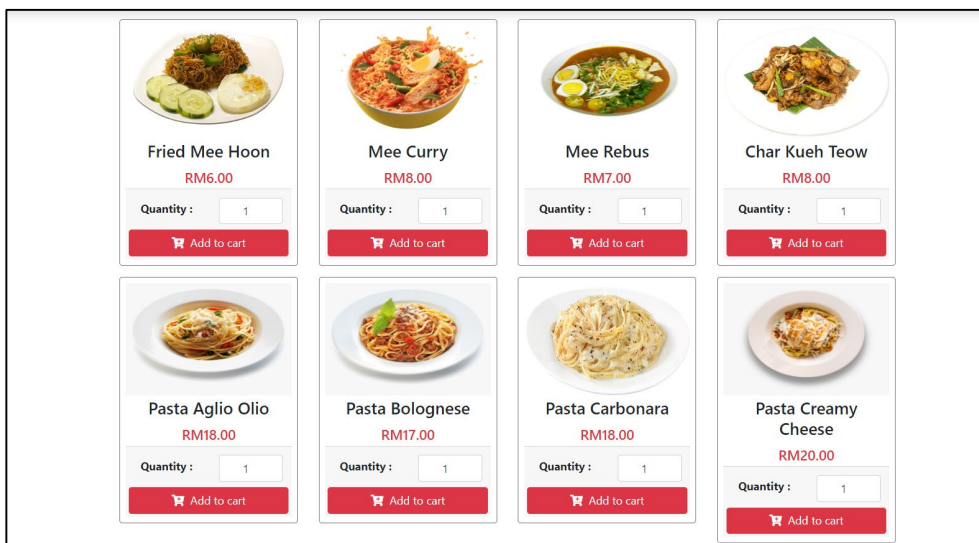 Fried Mee Hoon
RM6.00
Quantity : 1
Add to cart
Mee Curry
RM8.00
Quantity : 1
Add to cart
Mee Rebus
RM7.00
Quantity : 1
Add to cart
Char Kueh Teow
RM8.00
Quantity : 1
Add to cart
Pasta Aglio Olio
RM18.00
Quantity : 1
Add to cart
Pasta Bolognese
RM17.00
Quantity : 1
Add to cart
Pasta Carbonara
RM18.00
Quantity : 1
Add to cart
Pasta Creamy
Cheese
RM20.00
Quantity : 1
Add to cart